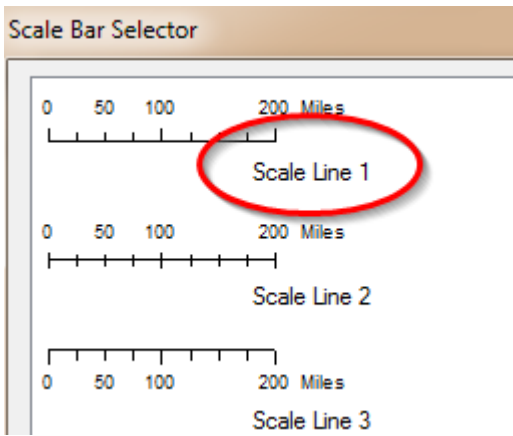 Scale Bar Selector
0 50 100 200 Miles
Scale Line 1
0 50 100 200 Miles
Scale Line 2
0 50 100 200 Miles
Scale Line 3